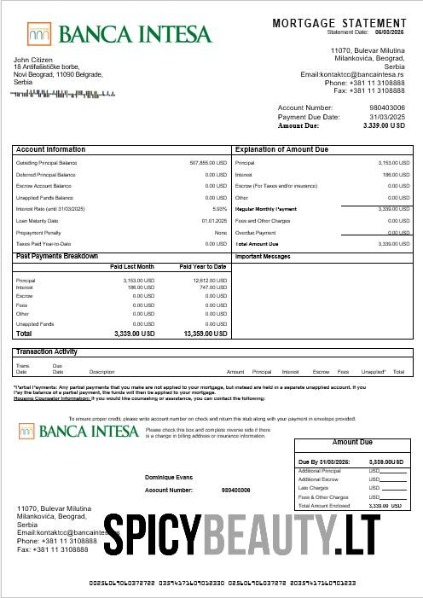 BANCA INTESA
MORTGAGE STATEMENT
Statement Date: 06/03/2025
John Citizen
18 Antifašističke borbe,
Novi Beograd, 11090 Belgrade,
Serbia
11070, Bulevar Milutina
Milankovića, Beograd,
Serbia
Email:kontaktcc@bancaintesa.rs
Phone: +381 11 3108888
Fax: +381 11 3108888
Account Number: 980403006
Payment Due Date: 31/03/2025
Amount Due: 3,339.00 USD
Account Information
Outstanding Principal Balance 507,855.00 USD
Deferred Principal Balance 0.00 USD
Escrow Account Balance 0.00 USD
Unapplied Funds Balance 0.00 USD
Interest Rate (until 31/03/2025) 5.93%
Loan Maturity Date 01.01.2025
Prepayment Penalty None
Taxes Paid Year-to-Date 0.00 USD
Explanation of Amount Due
Principal 3,153.00 USD
Interest 186.00 USD
Escrow (For Taxes and/or insurance) 0.00 USD
Other 0.00 USD
Regular Monthly Payment 3,339.00 USD
Fees and Other Charges 0.00 USD
Overdue Payment 0.00 USD
Total Amount Due 3,339.00 USD
Past Payments Breakdown
Paid Last Month Paid Year to Date
Principal 3,153.00 USD 12,612.00 USD
Interest 186.00 USD 747.00 USD
Escrow 0.00 USD 0.00 USD
Fees 0.00 USD 0.00 USD
Other 0.00 USD 0.00 USD
Unapplied Funds 0.00 USD 0.00 USD
Total 3,339.00 USD 13,359.00 USD
Important Messages
Transaction Activity
Trans. Date Due Date Description Amount Principal Interest Escrow Fees Unapplied* Total
*Partial Payments: Any partial payments that you make are not applied to your mortgage, but instead are held in a separate unapplied account. If you
pay the balance of a partial payment, the funds will then be applied to your mortgage.
Housing Counselor Information: If you would like counseling or assistance, you can contact the following:
To ensure proper credit, please write account number on check and return this stub along with your payment in envelope provided.
BANCA INTESA
Please check this box and complete reverse side if there
is a change in billing address or insurance information.
Amount Due
Due By 31/03/2025: 3,339.00USD
Additional Principal USD
Additional Escrow USD
Late Charges USD
Fees & Other Charges USD
Total Amount Enclosed 3,339.00 USD
Dominique Evans
Account Number: 980403006
11070, Bulevar Milutina
Milankovića, Beograd,
Serbia
Email:kontaktcc@bancaintesa
Phone: +381 11 3108888
Fax: +381 11 3108888
SPICYBEAUTY.LT